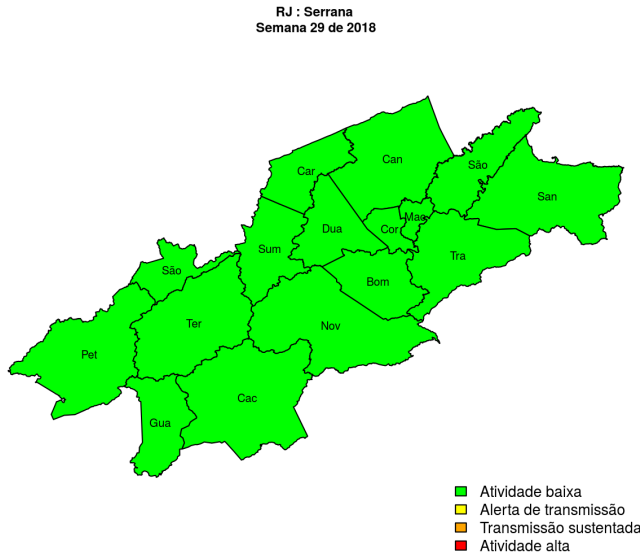 RJ : Serrana
Semana 29 de 2018
Can
São
Car
San
Mac
Dua
Cor
Sum
Tra
São
Bom
Ter
Nov
Pet
Cac
Gua
Atividade baixa
Alerta de transmissão
Transmissão sustentada
Atividade alta